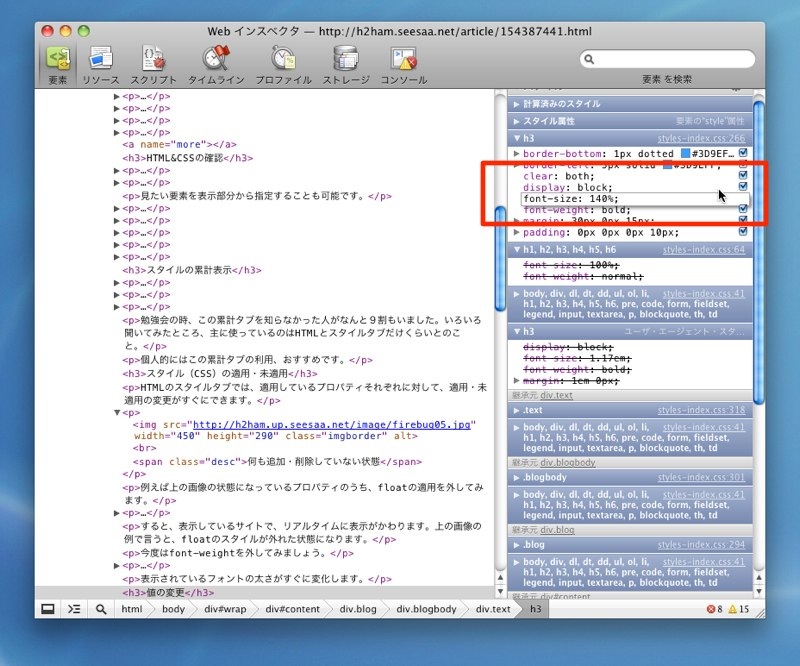 Web インスペクタ — http://h2ham.seesaa.net/article/154387441.html
要素 リソース スクリプト タイムライン プロファイル ストレージ コンソール 要素 を検索
▶<p>…</p>
▶<p>…</p>
▶<p>…</p>
▶<p>…</p>
<a name="more"></a>
<h3>HTML&CSSの確認</h3>
▶<p>…</p>
▶<p>…</p>
<p>見たい要素を表示部分から指定することも可能です。</p>
▶<p>…</p>
▶<p>…</p>
▶<p>…</p>
▶<p>…</p>
▶<p>…</p>
<h3>スタイルの累計表示</h3>
▶<p>…</p>
▶<p>…</p>
▶<p>…</p>
<p>勉強会の時、この累計タブを知らなかった人がなんと９割もいました。いろいろ
聞いてみたところ、主に使っているのはHTMLとスタイルタブだけくらいとのこ
と。</p>
<p>個人的にはこの累計タブの利用、おすすめです。</p>
<h3>スタイル（CSS）の適用・未適用</h3>
<p>HTMLのスタイルタブでは、適用しているプロパティそれぞれに対して、適用・未
適用の変更がすぐにできます。</p>
▼<p>
<img src="http://h2ham.up.seesaa.net/image/firebug05.jpg"
width="450" height="290" class="imgborder" alt>
<br>
<span class="desc">何も追加・削除していない状態</span>
</p>
<p>例えば上の画像の状態になっているプロパティのうち、floatの適用を外してみ
ます。</p>
▶<p>…</p>
<p>すると、表示しているサイトで、リアルタイムに表示がかわります。上の画像の
例で言うと、floatのスタイルが外れた状態になります。</p>
<p>今度はfont-weightを外してみましょう。</p>
▶<p>…</p>
<p>表示されているフォントの太さがすぐに変化します。</p>
<h3>値の変更</h3>
▶ 計算済みのスタイル
▶ スタイル属性 要素の"style"属性
▼ h3 styles-index.css:266
▶ border-bottom: 1px dotted #3D9EF…
▶ border-left: 5px solid #3D9EFF;
clear: both;
display: block;
font-size: 140%;
font-weight: bold;
▶ margin: 30px 0px 15px;
▶ padding: 0px 0px 0px 10px;
▼ h1, h2, h3, h4, h5, h6 styles-index.css:64
font-size: 100%;
font-weight: normal;
▶ body, div, dl, dt, dd, ul, ol, li, styles-index.css:41
h1, h2, h3, h4, h5, h6, pre, code, form, fieldset,
legend, input, textarea, p, blockquote, th, td
▼ h3 ユーザ・エージェント・スタ…
display: block;
font-size: 1.17em;
font-weight: bold;
▶ margin: 1em 0px;
継承元 div.text
▶ .text styles-index.css:318
▶ body, div, dl, dt, dd, ul, ol, li, styles-index.css:41
h1, h2, h3, h4, h5, h6, pre, code, form, fieldset,
legend, input, textarea, p, blockquote, th, td
継承元 div.blogbody
▶ .blogbody styles-index.css:301
▶ body, div, dl, dt, dd, ul, ol, li, styles-index.css:41
h1, h2, h3, h4, h5, h6, pre, code, form, fieldset,
legend, input, textarea, p, blockquote, th, td
継承元 div.blog
▶ .blog styles-index.css:294
▶ body, div, dl, dt, dd, ul, ol, li, styles-index.css:41
h1, h2, h3, h4, h5, h6, pre, code, form, fieldset,
legend, input, textarea, p, blockquote, th, td
継承元 div#content
html body div#wrap div#content div.blog div.blogbody div.text h3 8 15